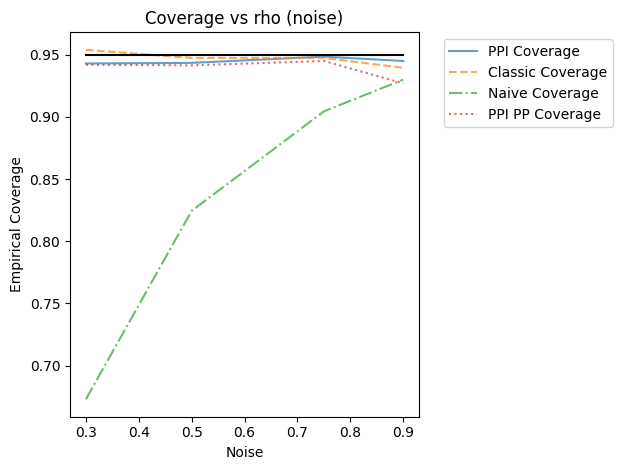 Coverage vs rho (noise)
Empirical Coverage
0.95
0.90
0.85
0.80
0.75
0.70
0.3 0.4 0.5 0.6 0.7 0.8 0.9
Noise
PPI Coverage
Classic Coverage
Naive Coverage
PPI PP Coverage